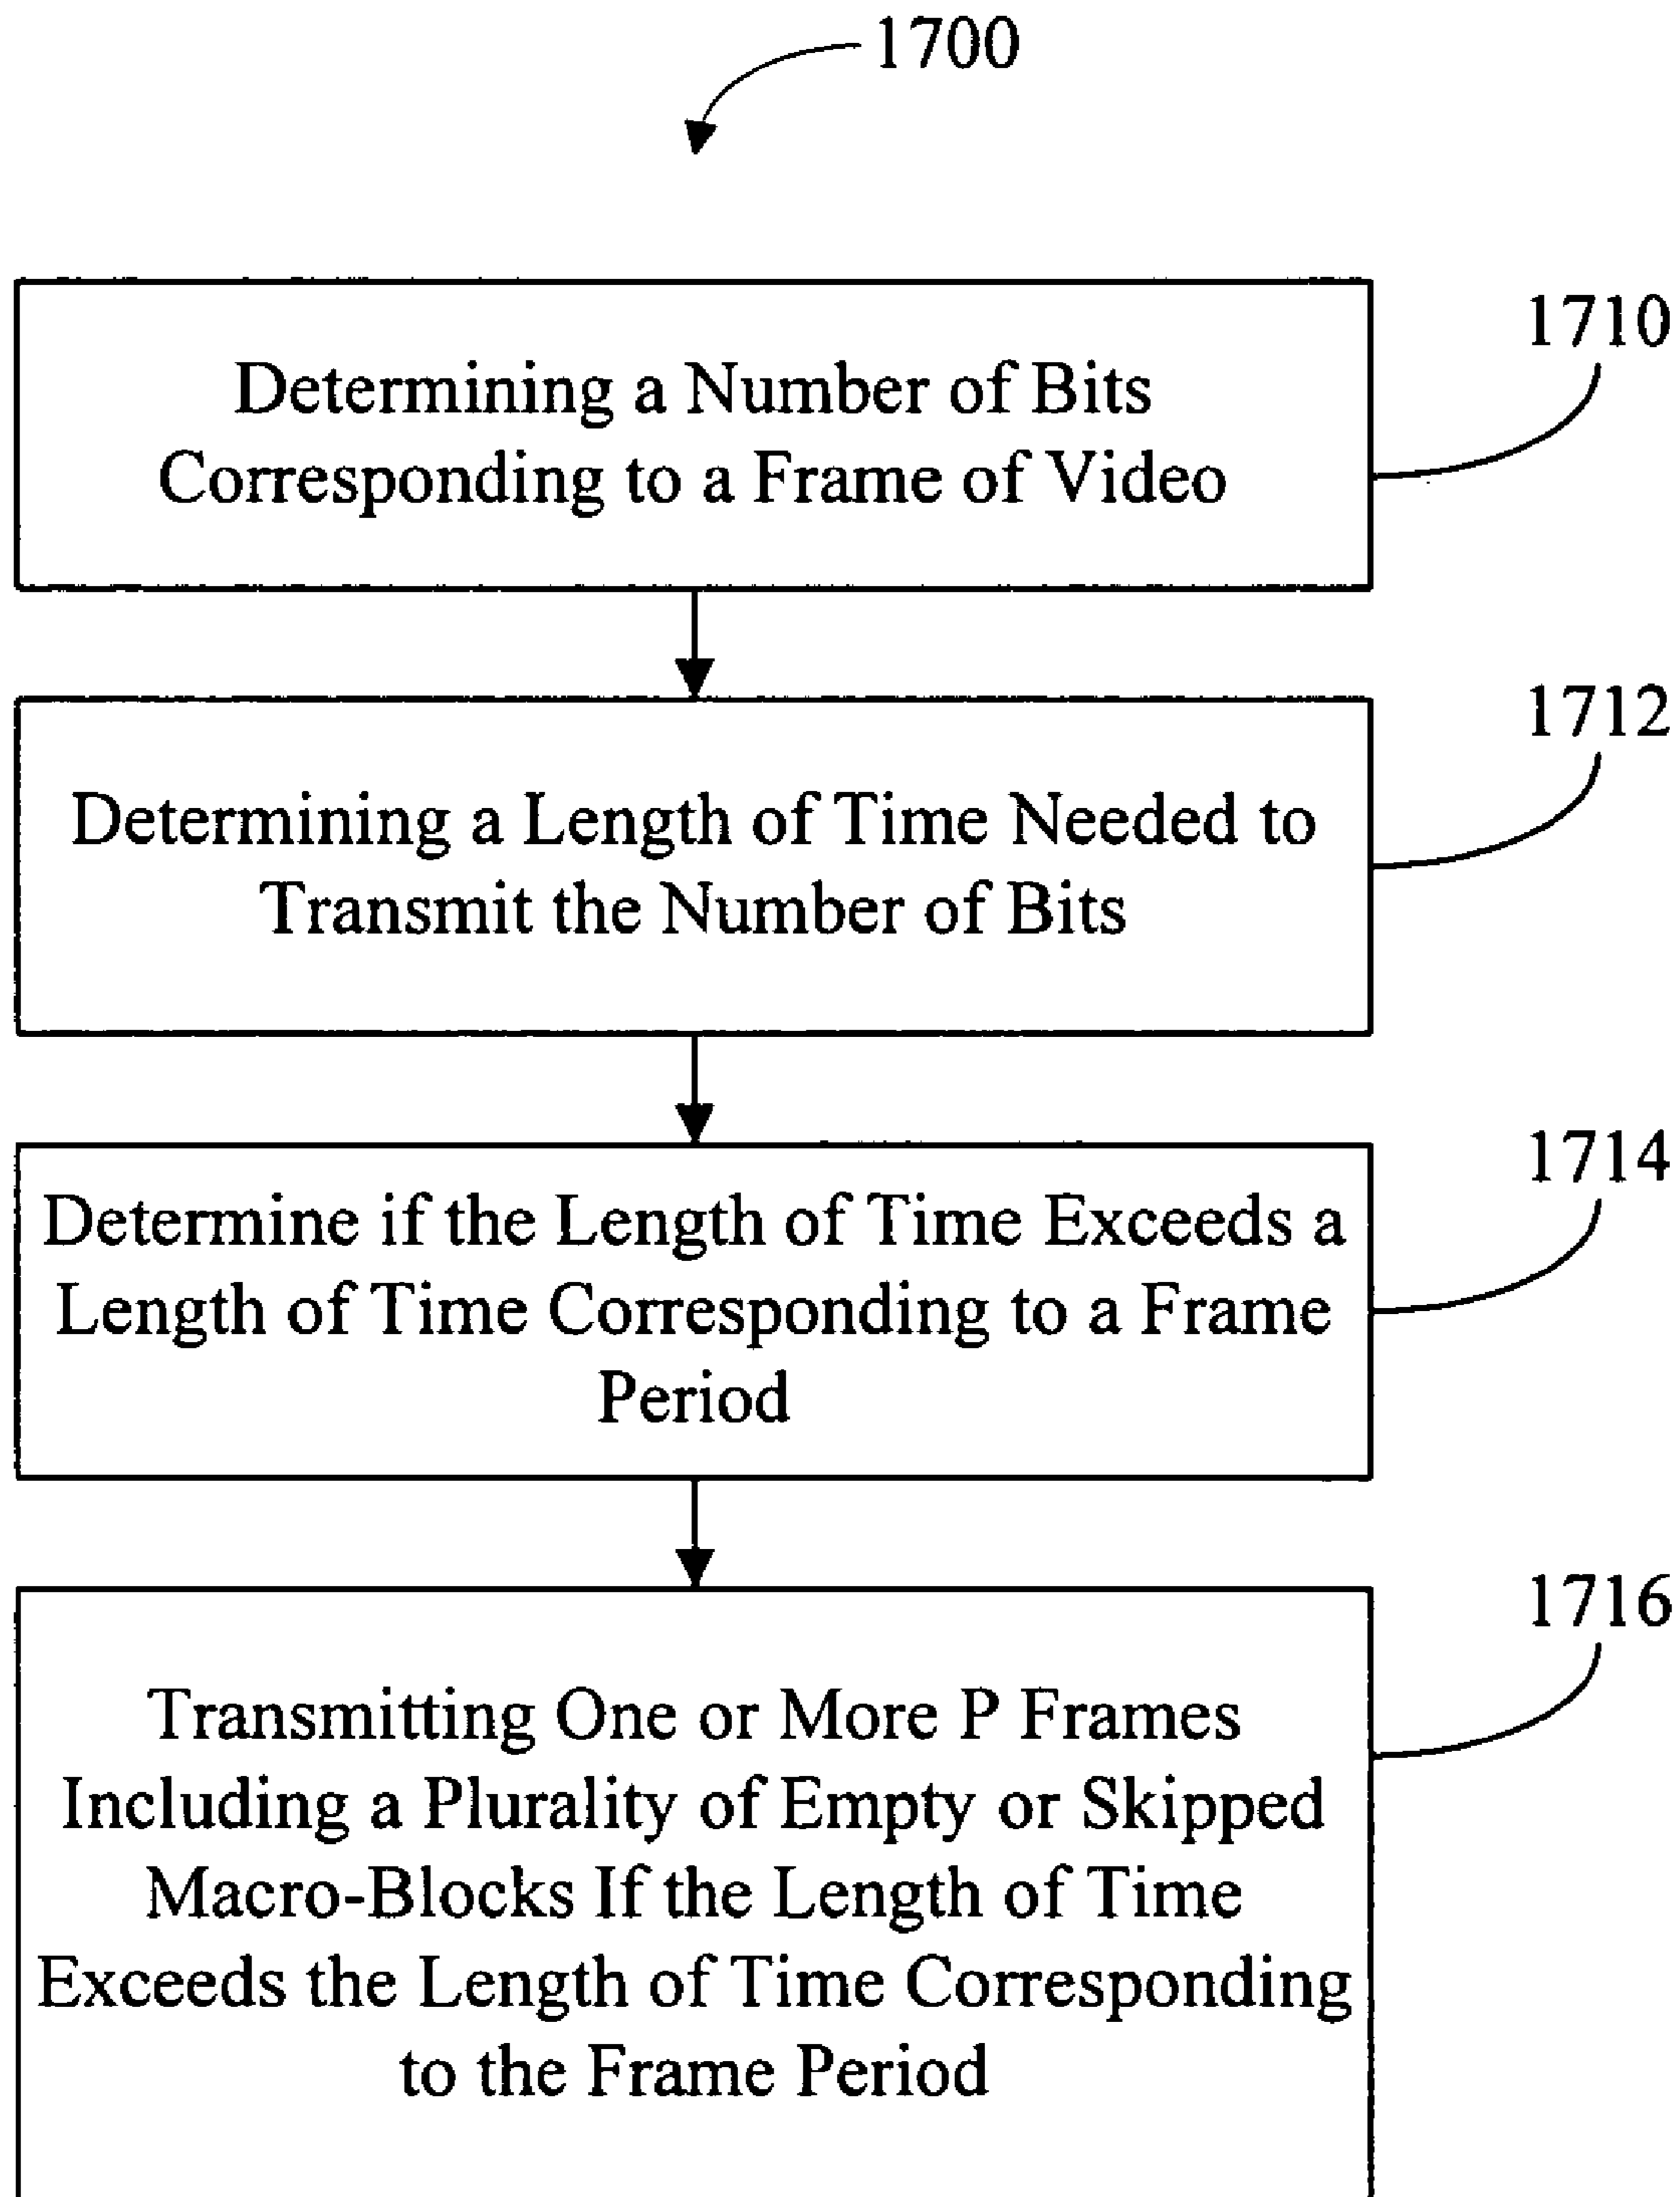 1700
1710
Determining a Number of Bits
Corresponding to a Frame of Video
1712
Determining a Length of Time Needed to
Transmit the Number of Bits
1714
Determine if the Length of Time Exceeds a
Length of Time Corresponding to a Frame
Period
1716
Transmitting One or More P Frames
Including a Plurality of Empty or Skipped
Macro-Blocks If the Length of Time
Exceeds the Length of Time Corresponding
to the Frame Period